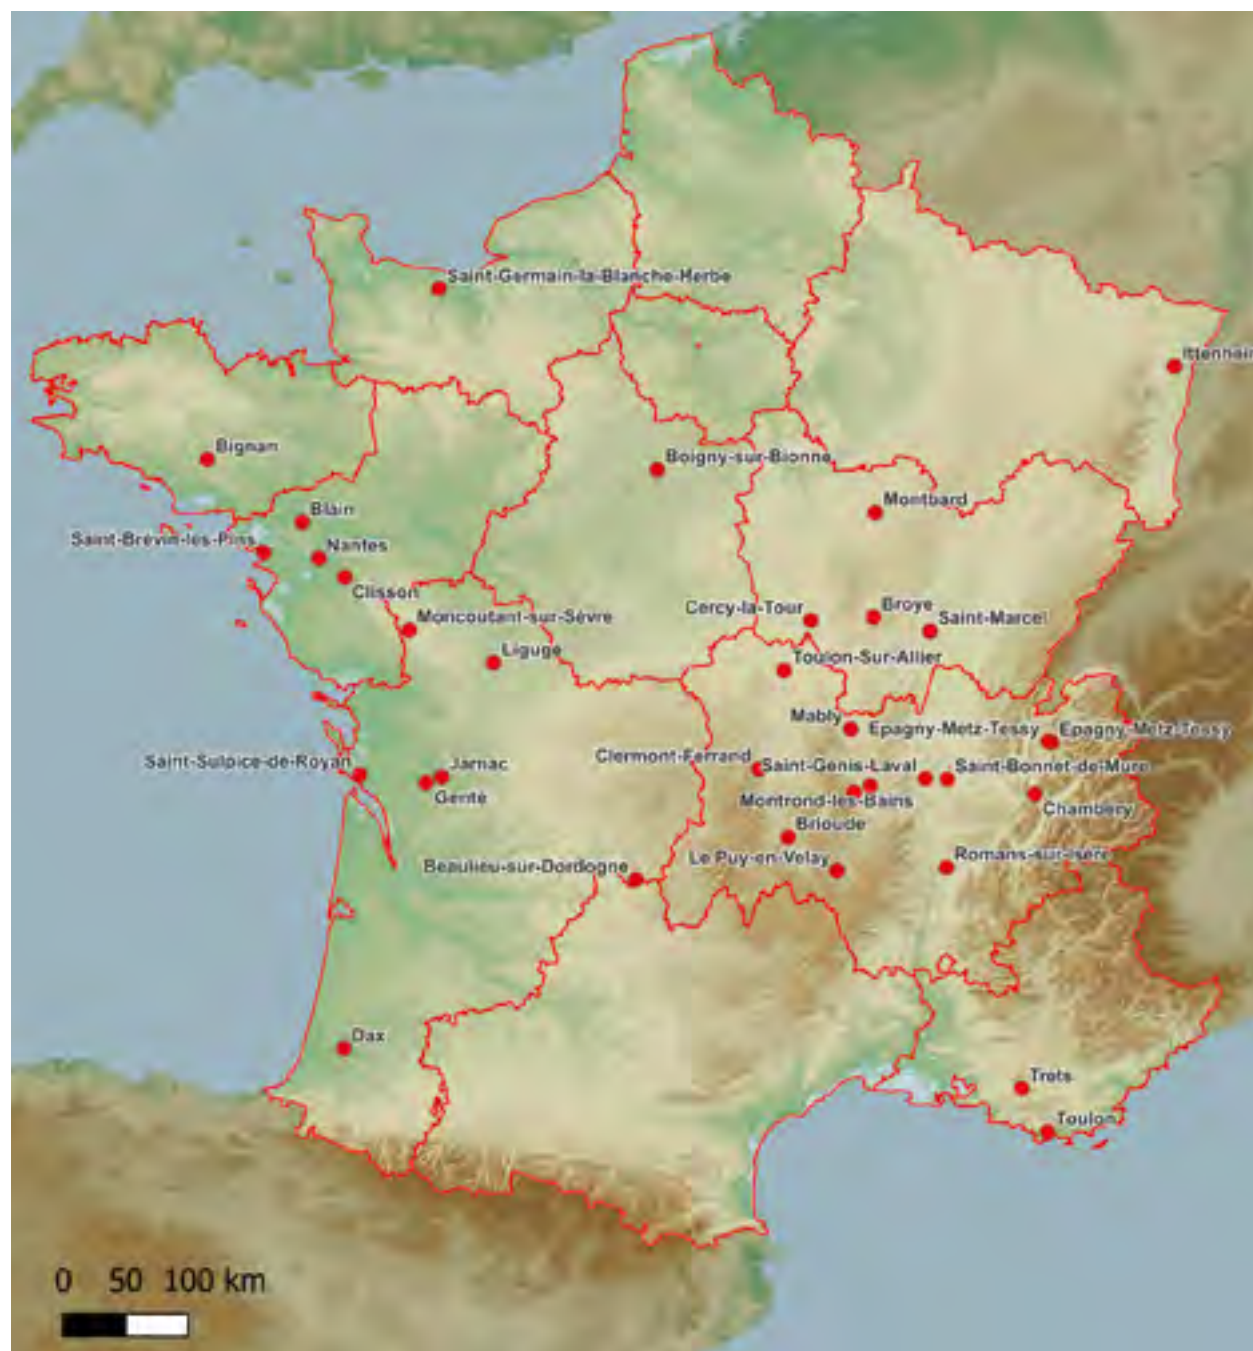 Saint-Germain-la-Blanche-Herbe
Ittenheim
Bignan
Boigny-sur-Bionne
Montbard
Blain
Saint-Brévin-les-Pins
Nantes
Clisson
Moncoutant-sur-Sèvre
Cercy-la-Tour
Broye
Saint-Marcel
Ligugé
Toulon-Sur-Allier
Mably
Epagny-Metz-Tessy
Epagny-Metz-Tessy
Clermont-Ferrand
Saint-Sulpice-de-Royan
Jarnac
Saint-Genis-Laval
Saint-Bonnet-de-Mure
Genté
Montrond-les-Bains
Chambéry
Brioude
Beaulieu-sur-Dordogne
Le Puy-en-Velay
Romans-sur-Isère
Dax
Trets
Toulon
0 50 100 km